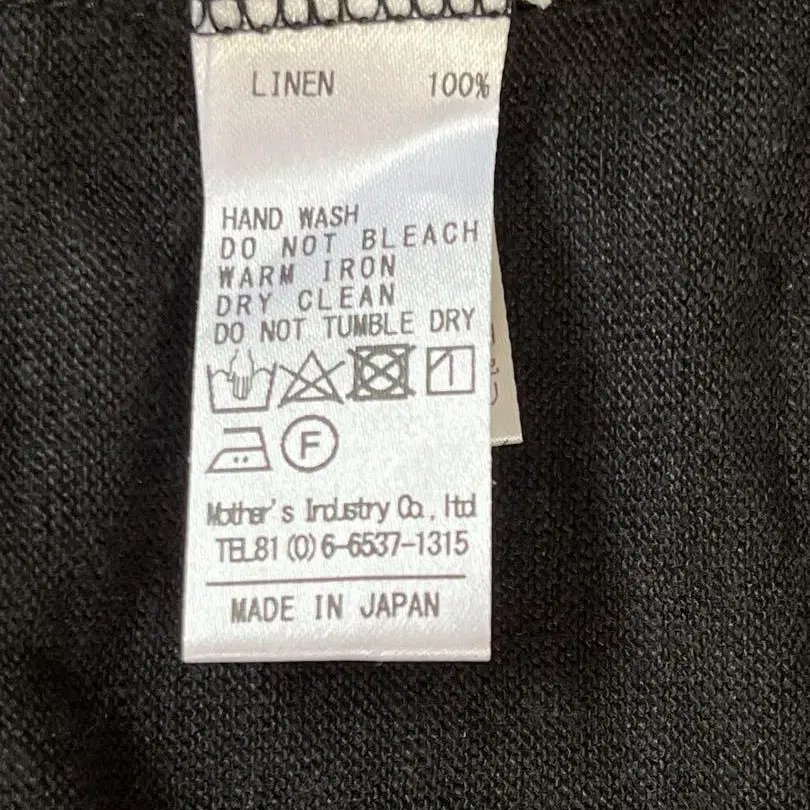 LINEN 100%
HAND WASH
DO NOT BLEACH
WARM IRON
DRY CLEAN
DO NOT TUMBLE DRY
F
Mother's Industry Co., ltd
TEL81 (0) 6-6537-1315
MADE IN JAPAN